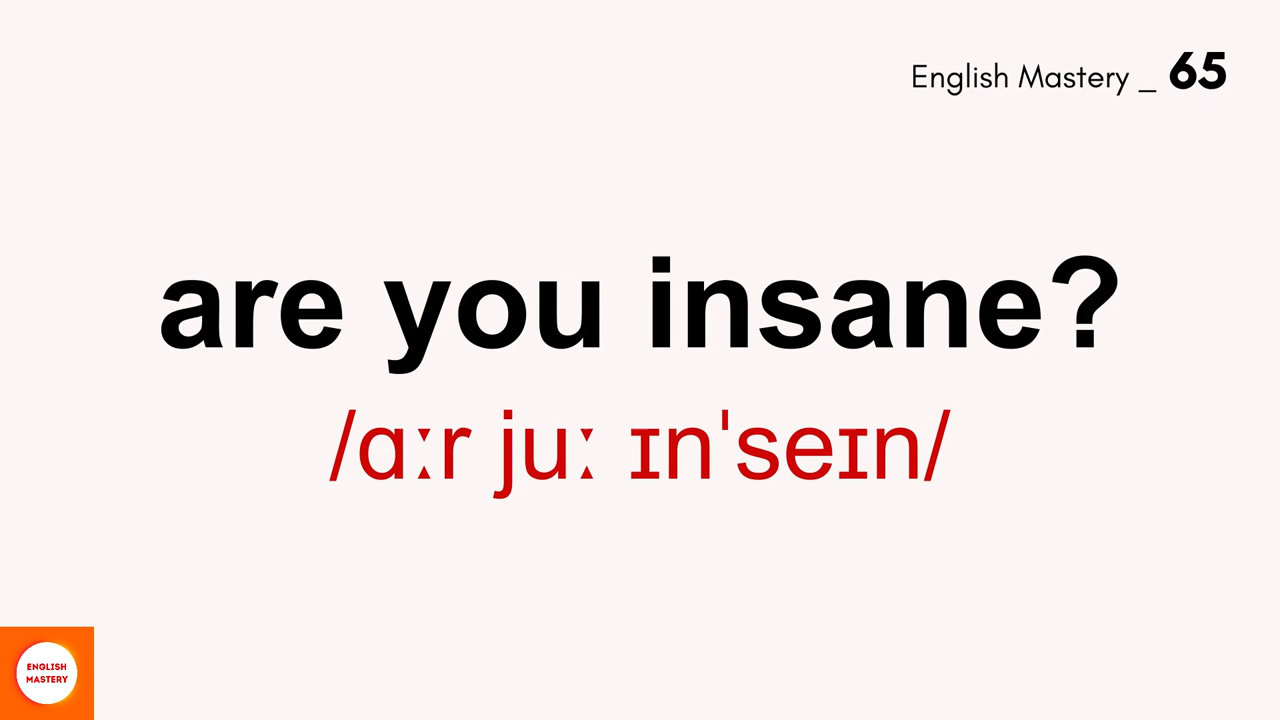 English Mastery _ 65
are you insane?
/ɑːr juː ɪnˈseɪn/
ENGLISH
MASTERY